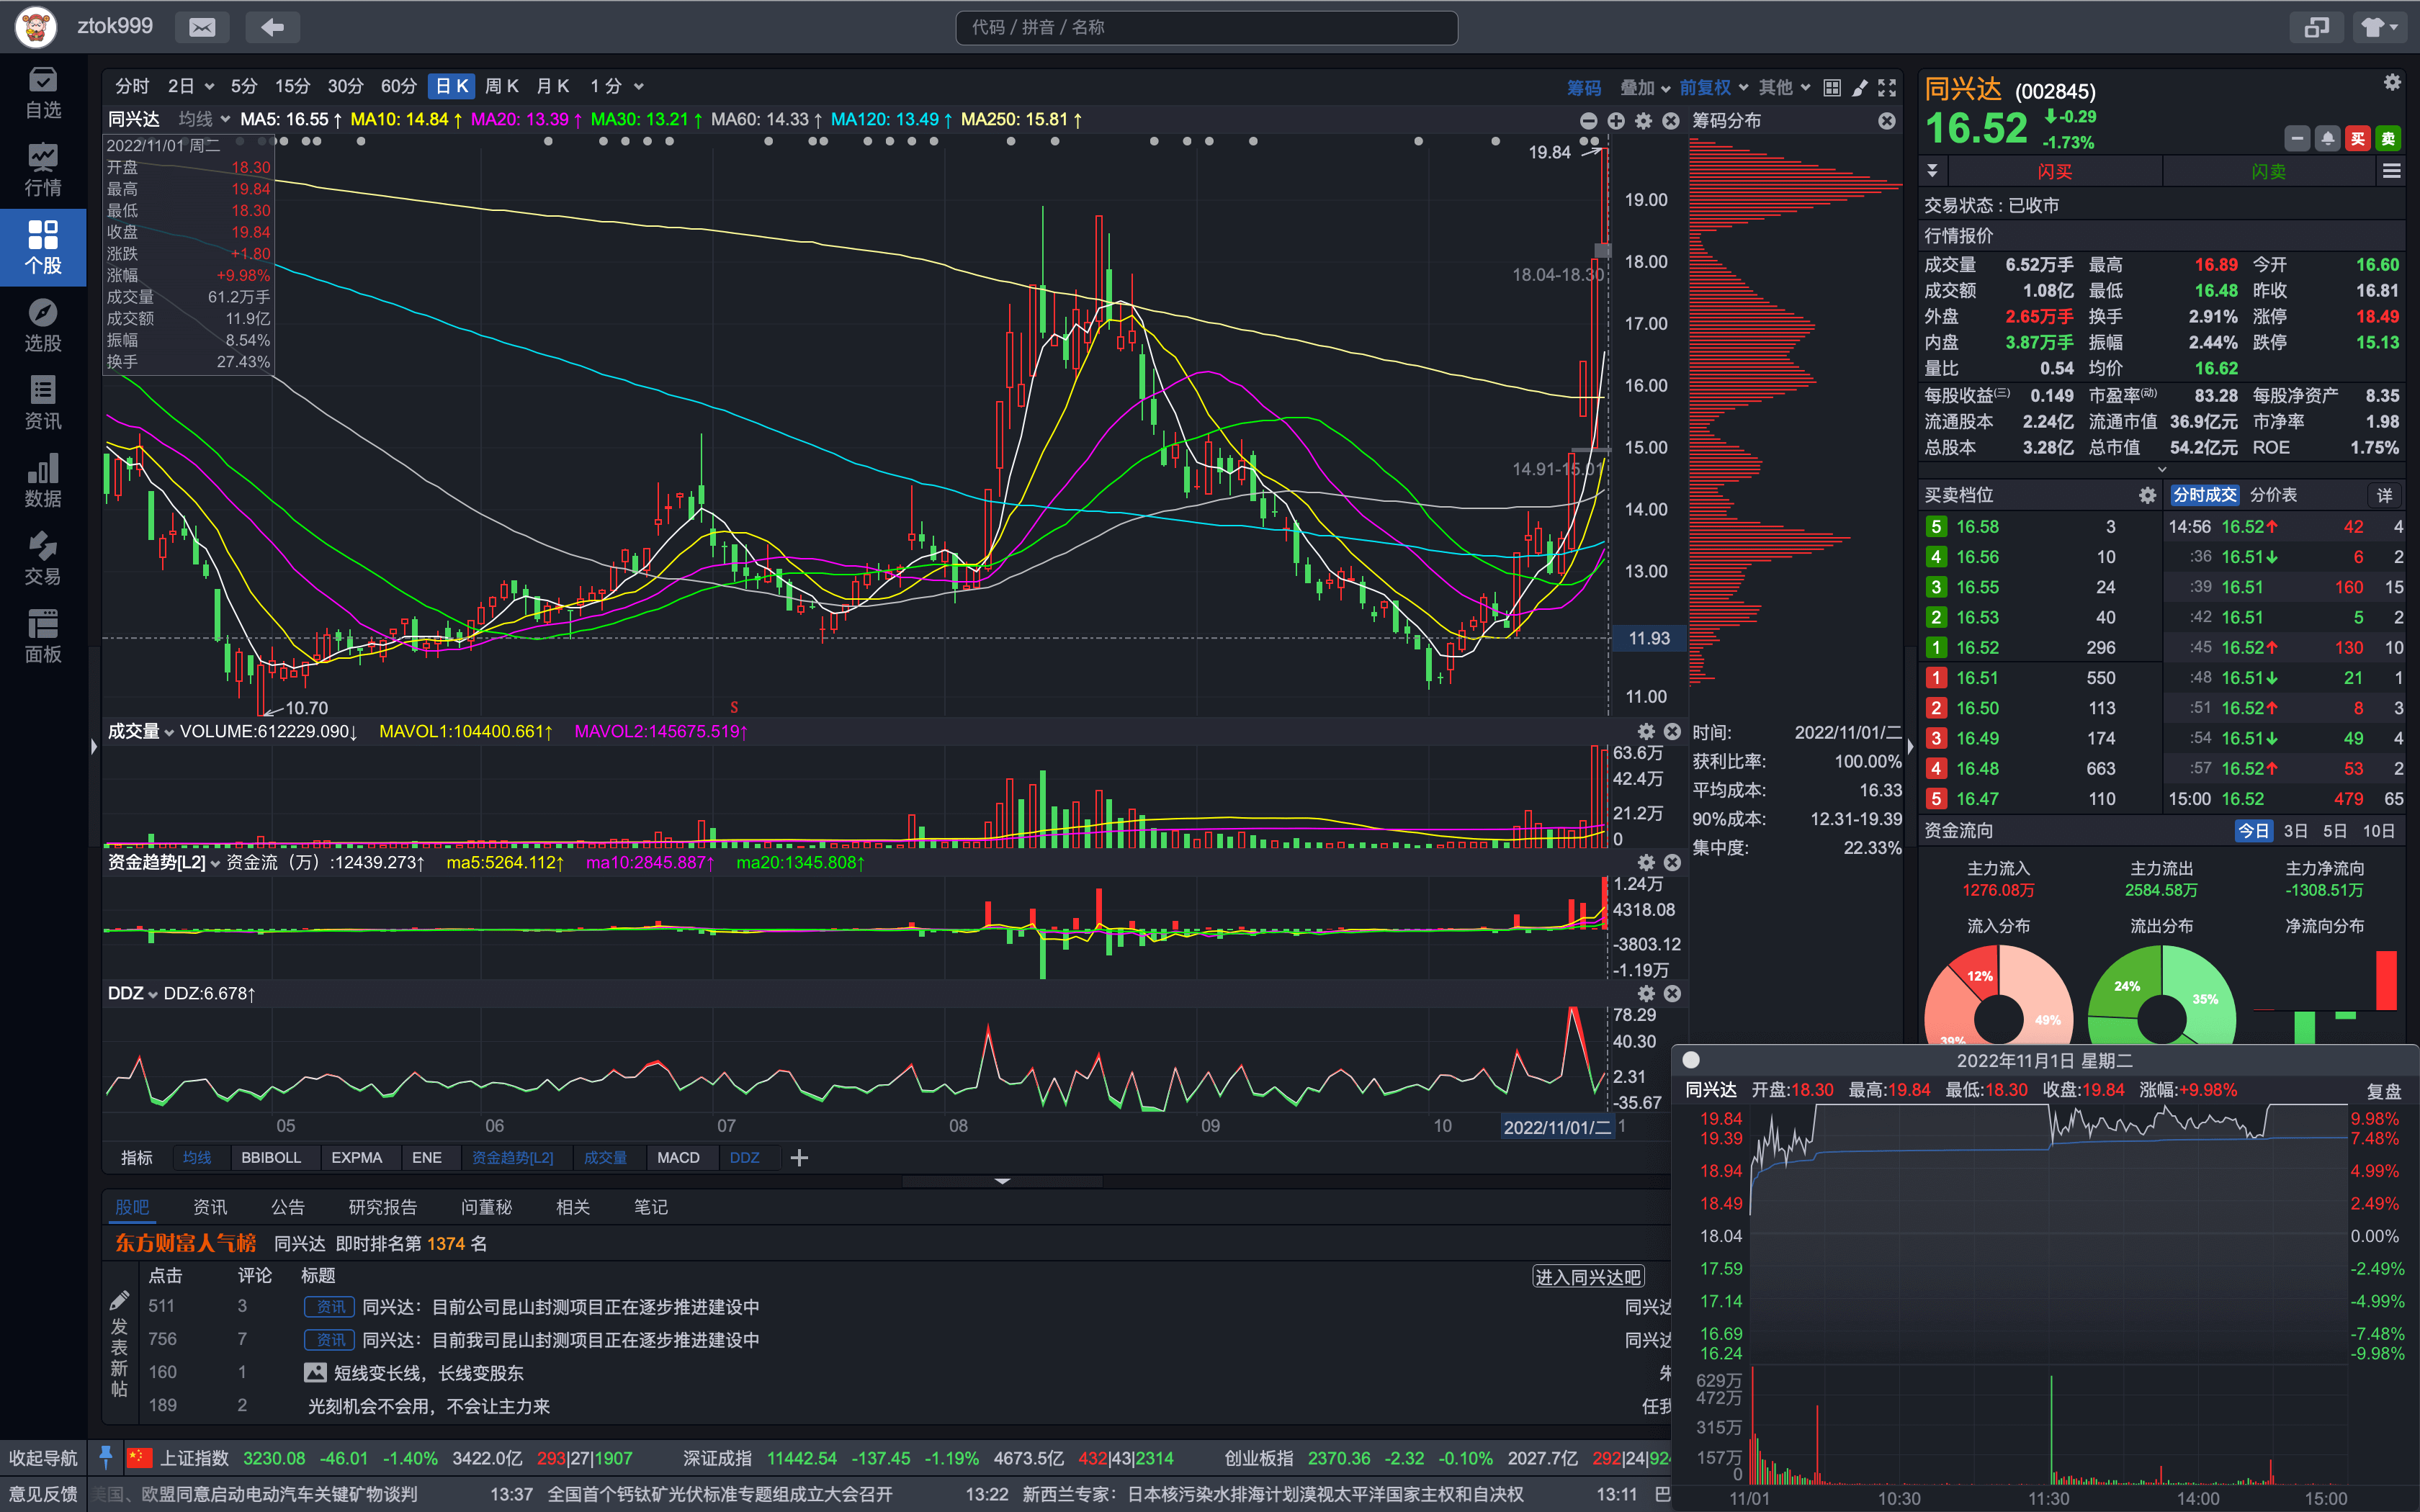 ztok999
代码 / 拼音 / 名称
自选
行情
个股
选股
资讯
数据
交易
面板
分时 2日 5分 15分 30分 60分 日K 周K 月K 1分
筹码 叠加 前复权 其他
同兴达 均线 MA5: 16.55↑ MA10: 14.84↑ MA20: 13.39↑ MA30: 13.21↑ MA60: 14.33↑ MA120: 13.49↑ MA250: 15.81↑
2022/11/01 周二
开盘 18.30
最高 19.84
最低 18.30
收盘 19.84
涨跌 +1.80
涨幅 +9.98%
成交量 61.2万手
成交额 11.9亿
振幅 8.54%
换手 27.43%
19.84
18.04-18.30
14.91-15.01
10.70
S
19.00
18.00
17.00
16.00
15.00
14.00
13.00
11.93
11.00
筹码分布
时间: 2022/11/01/二
获利比率: 100.00%
平均成本: 16.33
90%成本: 12.31-19.39
集中度: 22.33%
成交量 VOLUME:612229.090↓ MAVOL1:104400.661↑ MAVOL2:145675.519↑
63.6万
42.4万
21.2万
0
资金趋势[L2] 资金流（万）:12439.273↑ ma5:5264.112↑ ma10:2845.887↑ ma20:1345.808↑
1.24万
4318.08
-3803.12
-1.19万
DDZ DDZ:6.678↑
78.29
40.30
2.31
-35.67
05 06 07 08 09 10 2022/11/01/二 1
指标 均线 BBIBOLL EXPMA ENE 资金趋势[L2] 成交量 MACD DDZ
股吧 资讯 公告 研究报告 问董秘 相关 笔记
东方财富人气榜 同兴达 即时排名第 1374 名
发表新帖
点击 评论 标题 进入同兴达吧
511 3 资讯 同兴达：目前公司昆山封测项目正在逐步推进建设中 同兴达
756 7 资讯 同兴达：目前我司昆山封测项目正在逐步推进建设中 同兴达
160 1 短线变长线，长线变股东
189 2 光刻机会不会用，不会让主力来 任我
同兴达 (002845)
16.52 -0.29
-1.73%
买 卖
闪买 闪卖
交易状态：已收市
行情报价
成交量 6.52万手 最高 16.89 今开 16.60
成交额 1.08亿 最低 16.48 昨收 16.81
外盘 2.65万手 换手 2.91% 涨停 18.49
内盘 3.87万手 振幅 2.44% 跌停 15.13
量比 0.54 均价 16.62
每股收益(三) 0.149 市盈率(动) 83.28 每股净资产 8.35
流通股本 2.24亿 流通市值 36.9亿元 市净率 1.98
总股本 3.28亿 总市值 54.2亿元 ROE 1.75%
买卖档位 分时成交 分价表 详
5 16.58 3
4 16.56 10
3 16.55 24
2 16.53 40
1 16.52 296
1 16.51 550
2 16.50 113
3 16.49 174
4 16.48 663
5 16.47 110
14:56 16.52↑ 42 4
:36 16.51↓ 6 2
:39 16.51 160 15
:42 16.51 5 2
:45 16.52↑ 130 10
:48 16.51↓ 21 1
:51 16.52↑ 8 3
:54 16.51↓ 49 4
:57 16.52↑ 53 2
15:00 16.52 479 65
资金流向 今日 3日 5日 10日
主力流入 主力流出 主力净流向
1276.08万 2584.58万 -1308.51万
流入分布 流出分布 净流向分布
12% 49% 39%
24% 35%
2022年11月1日 星期二
同兴达 开盘:18.30 最高:19.84 最低:18.30 收盘:19.84 涨幅:+9.98% 复盘
19.84 9.98%
19.39 7.48%
18.94 4.99%
18.49 2.49%
18.04 0.00%
17.59 -2.49%
17.14 -4.99%
16.69 -7.48%
16.24 -9.98%
629万
472万
315万
157万
0
11/01 10:30 11:30 14:00 15:00
收起导航 上证指数 3230.08 -46.01 -1.40% 3422.0亿 293|27|1907 深证成指 11442.54 -137.45 -1.19% 4673.5亿 432|43|2314 创业板指 2370.36 -2.32 -0.10% 2027.7亿 292|24|924
意见反馈 美国、欧盟同意启动电动汽车关键矿物谈判 13:37 全国首个钙钛矿光伏标准专题组成立大会召开 13:22 新西兰专家：日本核污染水排海计划漠视太平洋国家主权和自决权 13:11 巴